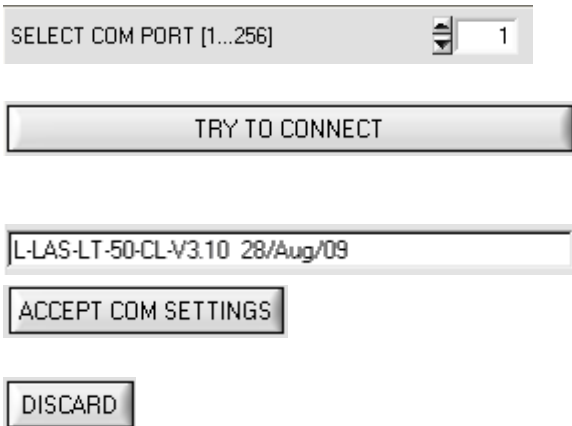 SELECT COM PORT [1...256] 1
TRY TO CONNECT
L-LAS-LT-50-CL-V3.10 28/Aug/09
ACCEPT COM SETTINGS
DISCARD